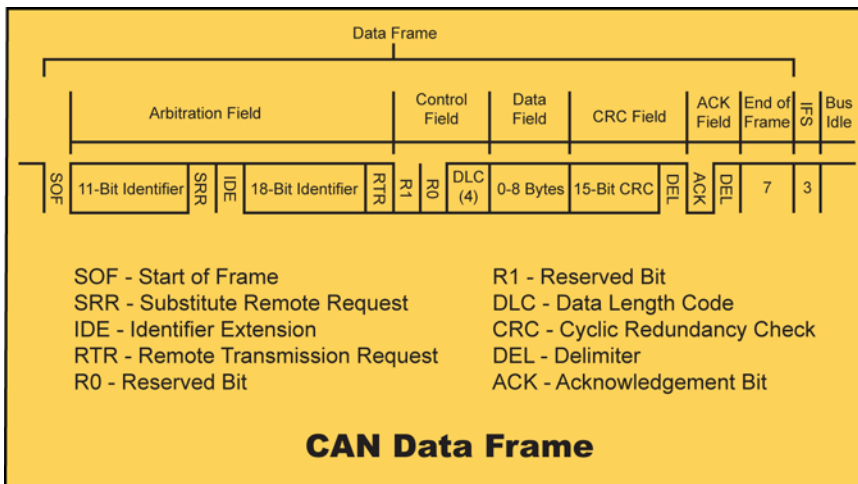 Data Frame
Arbitration Field
Control Field
Data Field
CRC Field
ACK Field
End of Frame
IFS
Bus Idle
SOF
11-Bit Identifier
SRR
IDE
18-Bit Identifier
RTR
R1
R0
DLC (4)
0-8 Bytes
15-Bit CRC
DEL
ACK
DEL
7
3
SOF - Start of Frame
SRR - Substitute Remote Request
IDE - Identifier Extension
RTR - Remote Transmission Request
R0 - Reserved Bit
R1 - Reserved Bit
DLC - Data Length Code
CRC - Cyclic Redundancy Check
DEL - Delimiter
ACK - Acknowledgement Bit
CAN Data Frame